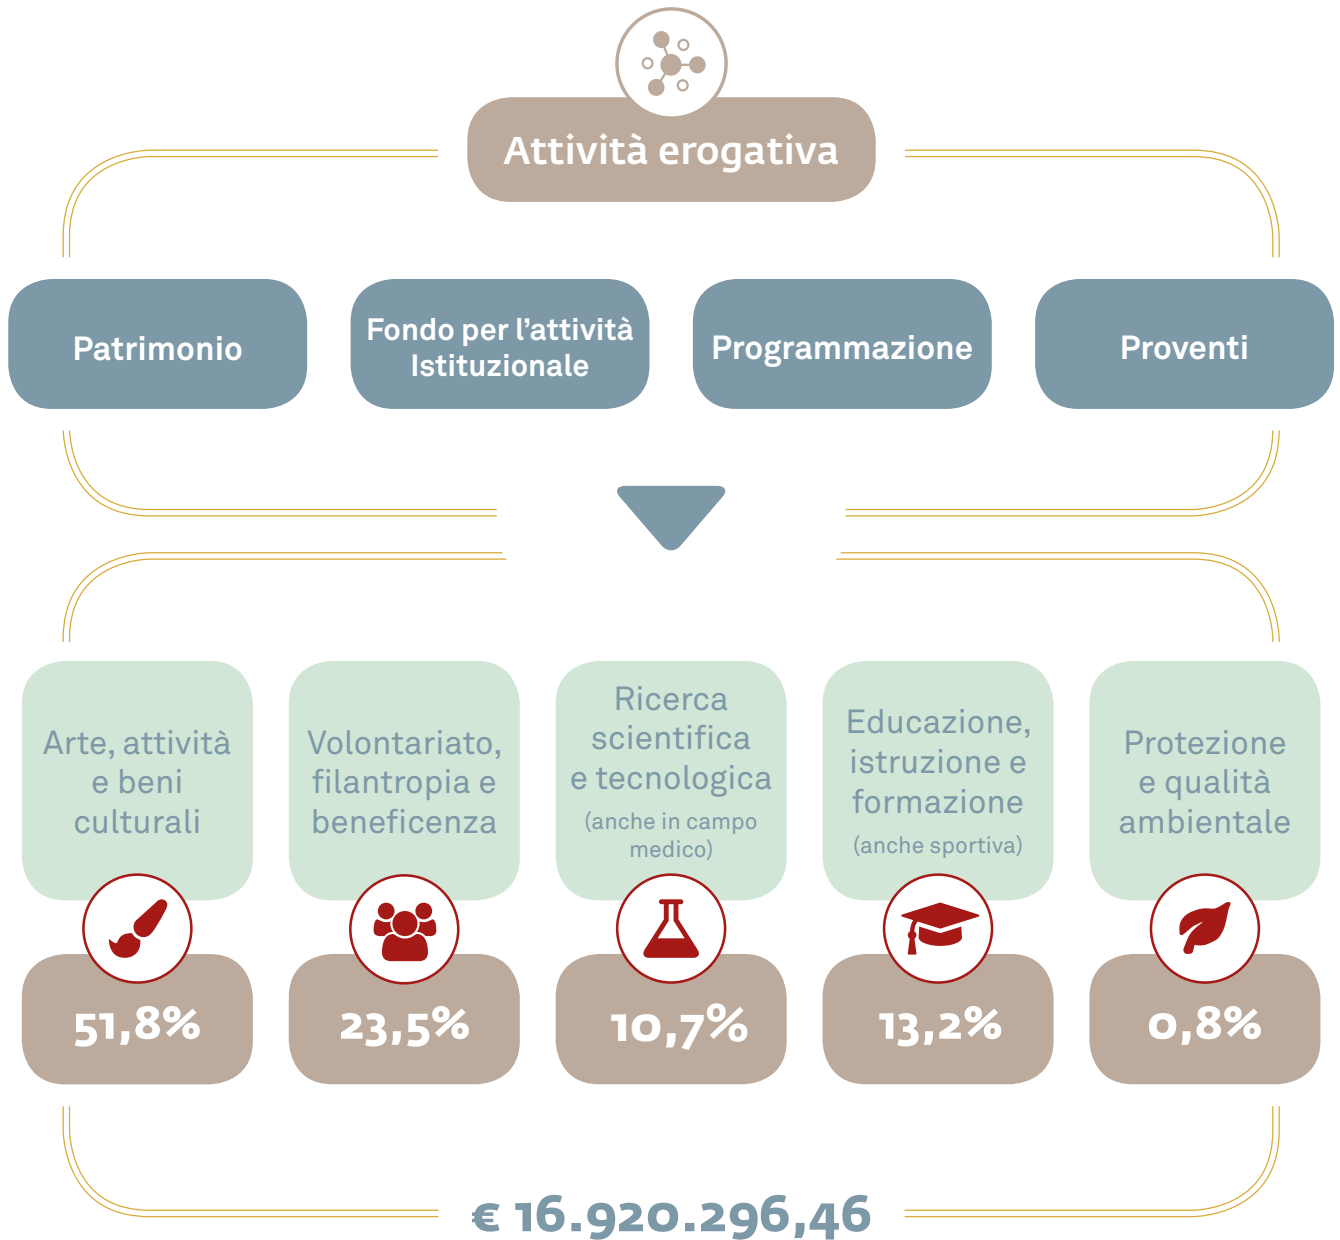 Attività erogativa
Patrimonio
Fondo per l’attività
Istituzionale
Programmazione
Proventi
Arte, attività
e beni
culturali
Volontariato,
filantropia e
beneficenza
Ricerca
scientifica
e tecnologica
(anche in campo
medico)
Educazione,
istruzione e
formazione
(anche sportiva)
Protezione
e qualità
ambientale
51,8%
23,5%
10,7%
13,2%
0,8%
€ 16.920.296,46